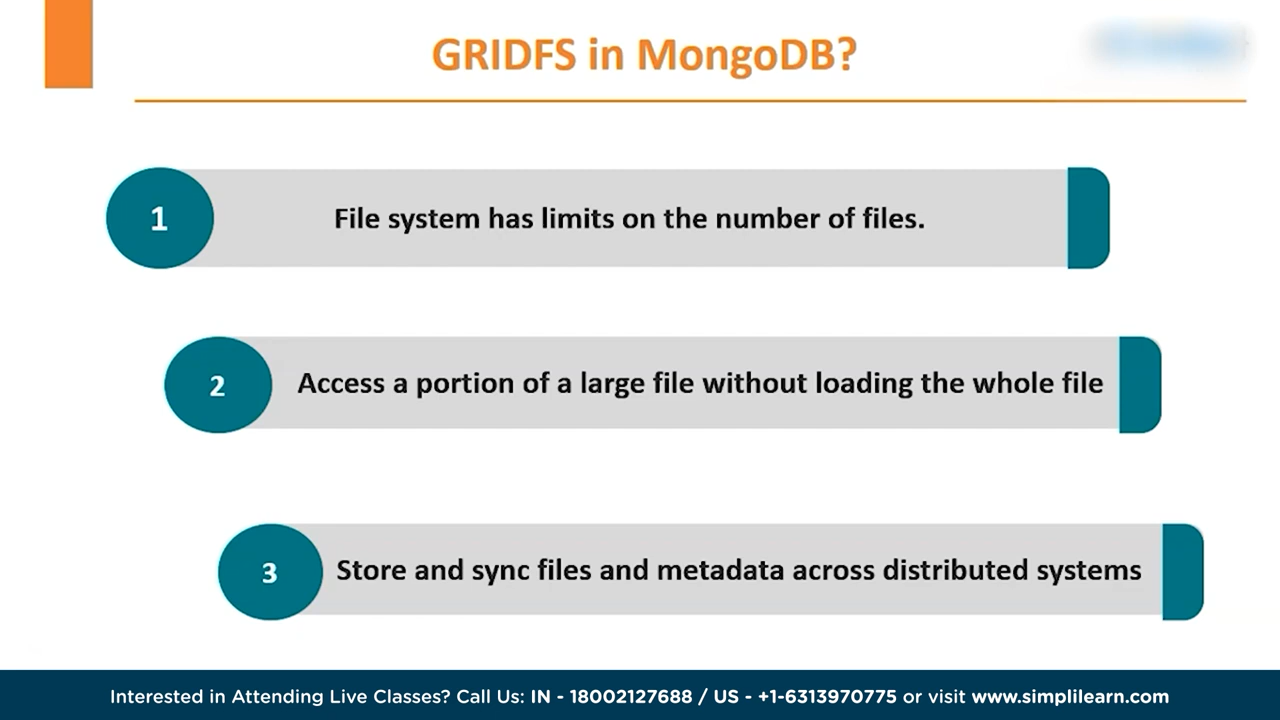 GRIDFS in MongoDB?
1
File system has limits on the number of files.
2
Access a portion of a large file without loading the whole file
3
Store and sync files and metadata across distributed systems
Interested in Attending Live Classes? Call Us: IN - 18002127688 / US - +1-6313970775 or visit www.simplilearn.com